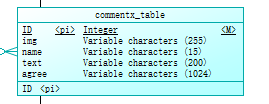 commentx_table
ID <pi> Integer <M>
img Variable characters (255)
name Variable characters (15)
text Variable characters (200)
agree Variable characters (1024)
ID <pi>